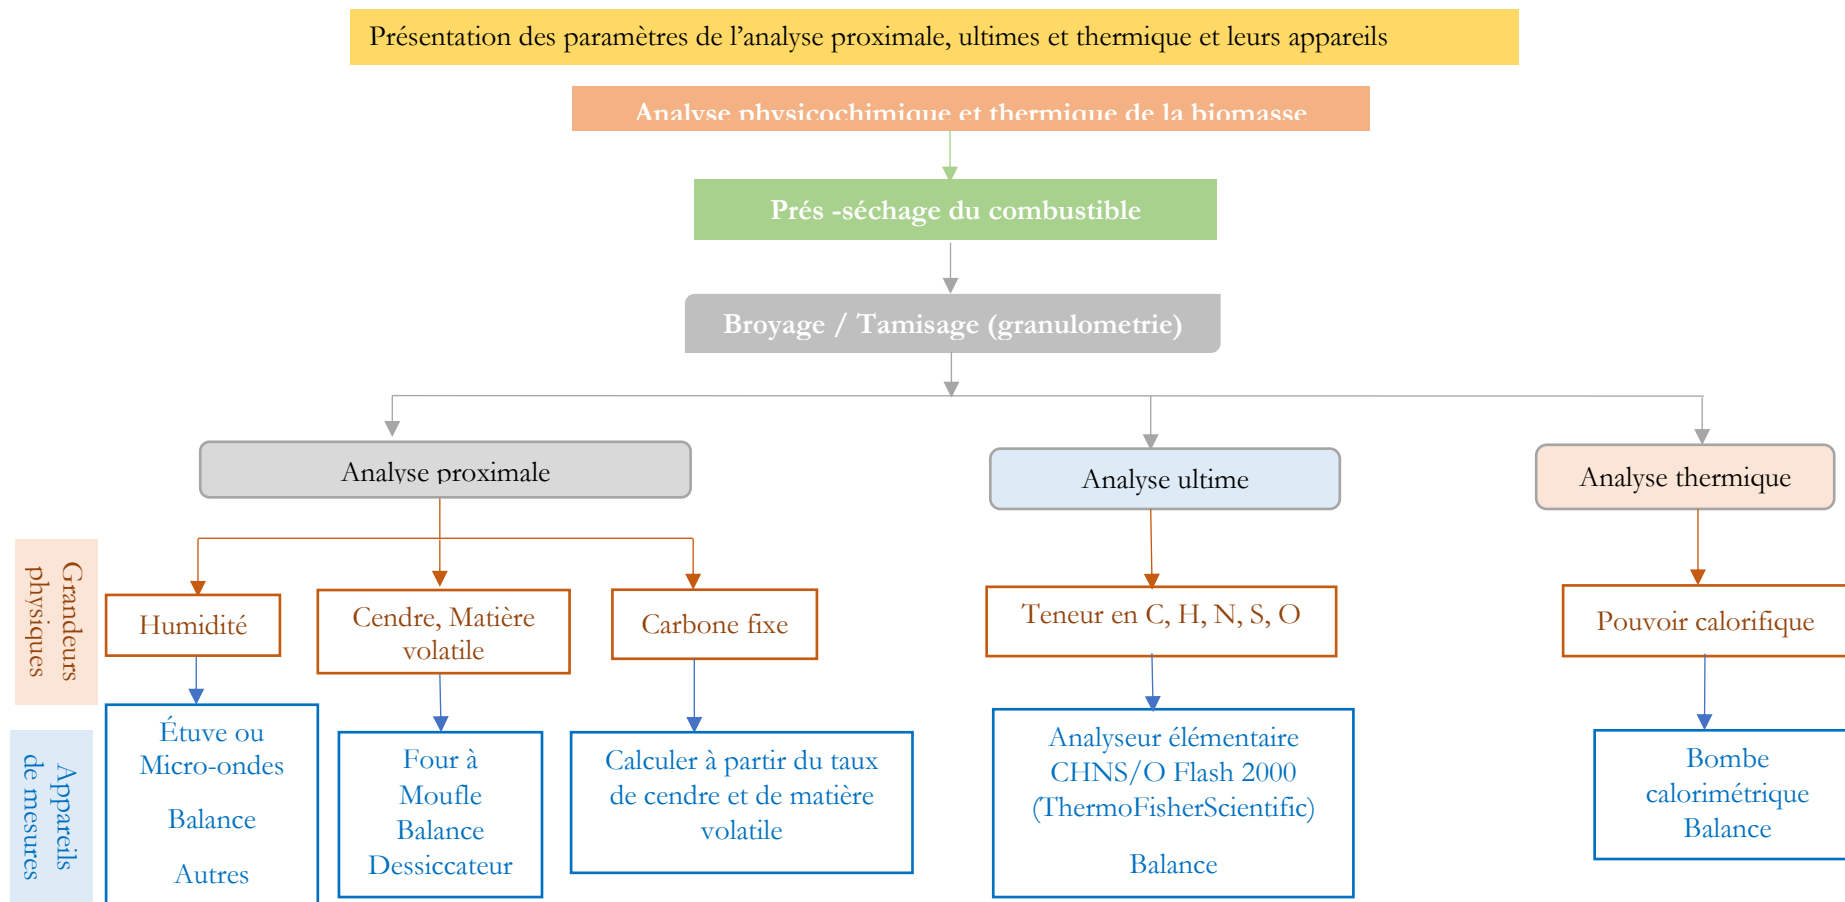 Présentation des paramètres de l’analyse proximale, ultimes et thermique et leurs appareils
Analyse physicochimique et thermique de la biomasse
Prés -séchage du combustible
Broyage / Tamisage (granulometrie)
Analyse proximale
Analyse ultime
Analyse thermique
Grandeurs
physiques
Humidité
Cendre, Matière
volatile
Carbone fixe
Teneur en C, H, N, S, O
Pouvoir calorifique
Appareils
de mesures
Étuve ou
Micro-ondes
Balance
Autres
Four à
Moufle
Balance
Dessiccateur
Calculer à partir du taux
de cendre et de matière
volatile
Analyseur élémentaire
CHNS/O Flash 2000
(ThermoFisherScientific)
Balance
Bombe
calorimétrique
Balance